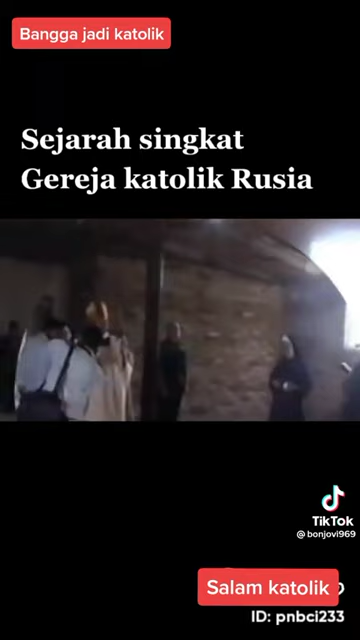 Bangga jadi katolik
Sejarah singkat
Gereja katolik Rusia
TikTok
@bonjovi969
Salam katolik
ID: pnbci233